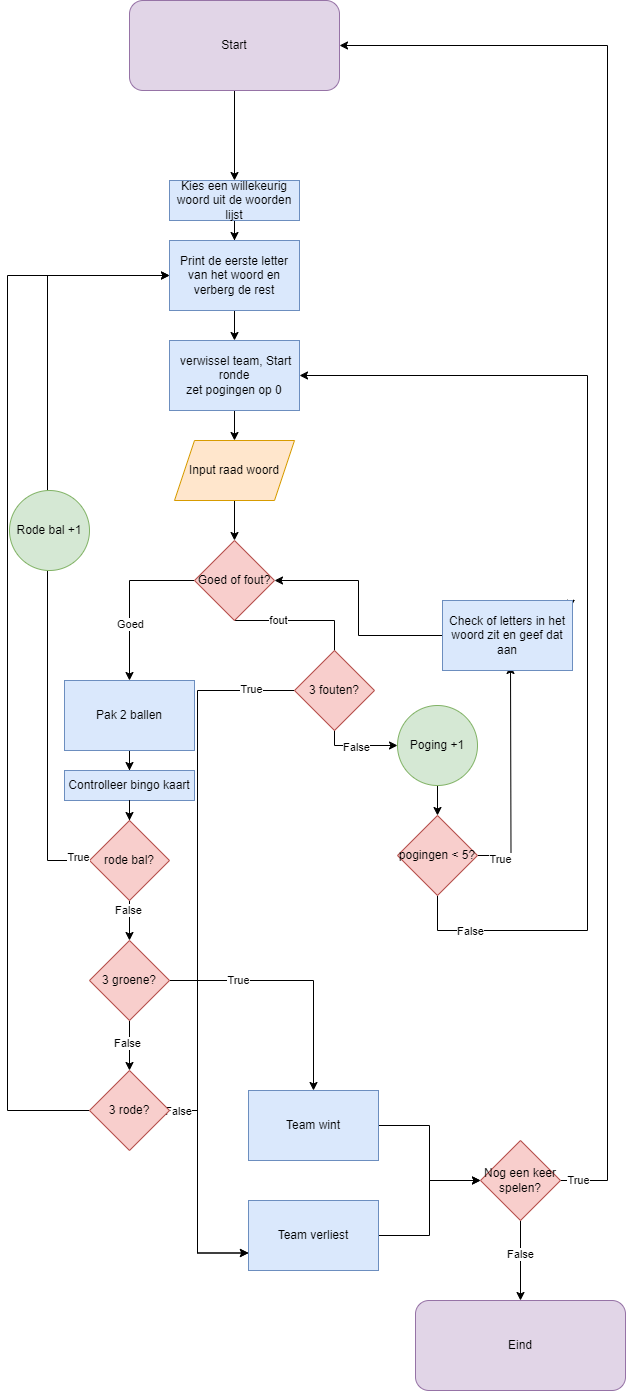 Start
Kies een willekeurig
woord uit de woorden
lijst
Print de eerste letter
van het woord en
verberg de rest
verwissel team, Start
ronde
zet pogingen op 0
Input raad woord
Rode bal +1
Goed of fout?
Goed
fout
Check of letters in het
woord zit en geef dat
aan
3 fouten?
True
False
Pak 2 ballen
Poging +1
Controlleer bingo kaart
rode bal?
True
False
pogingen < 5?
True
False
3 groene?
True
False
3 rode?
False
Team wint
Team verliest
Nog een keer
spelen?
True
False
Eind